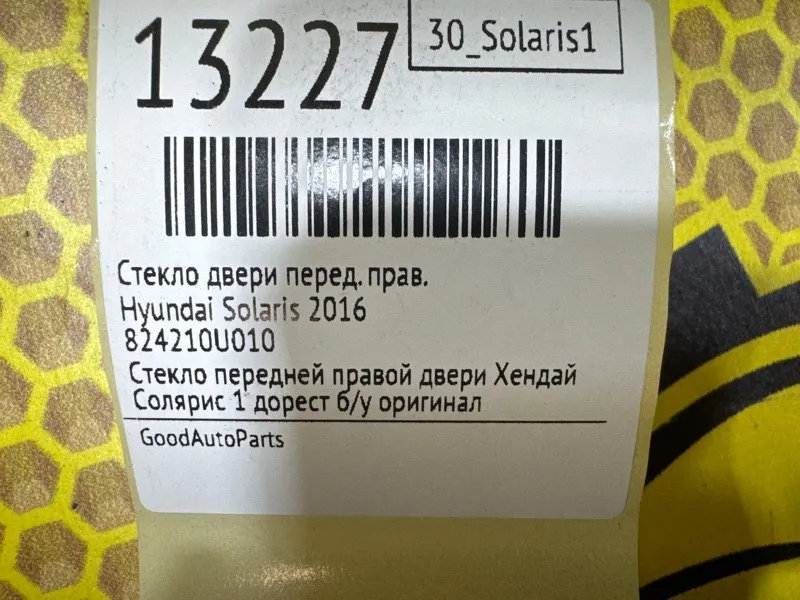 13227
30_Solaris1
Стекло двери перед. прав.
Hyundai Solaris 2016
824210U010
Стекло передней правой двери Хендай
Солярис 1 дорест б/у оригинал
GoodAutoParts